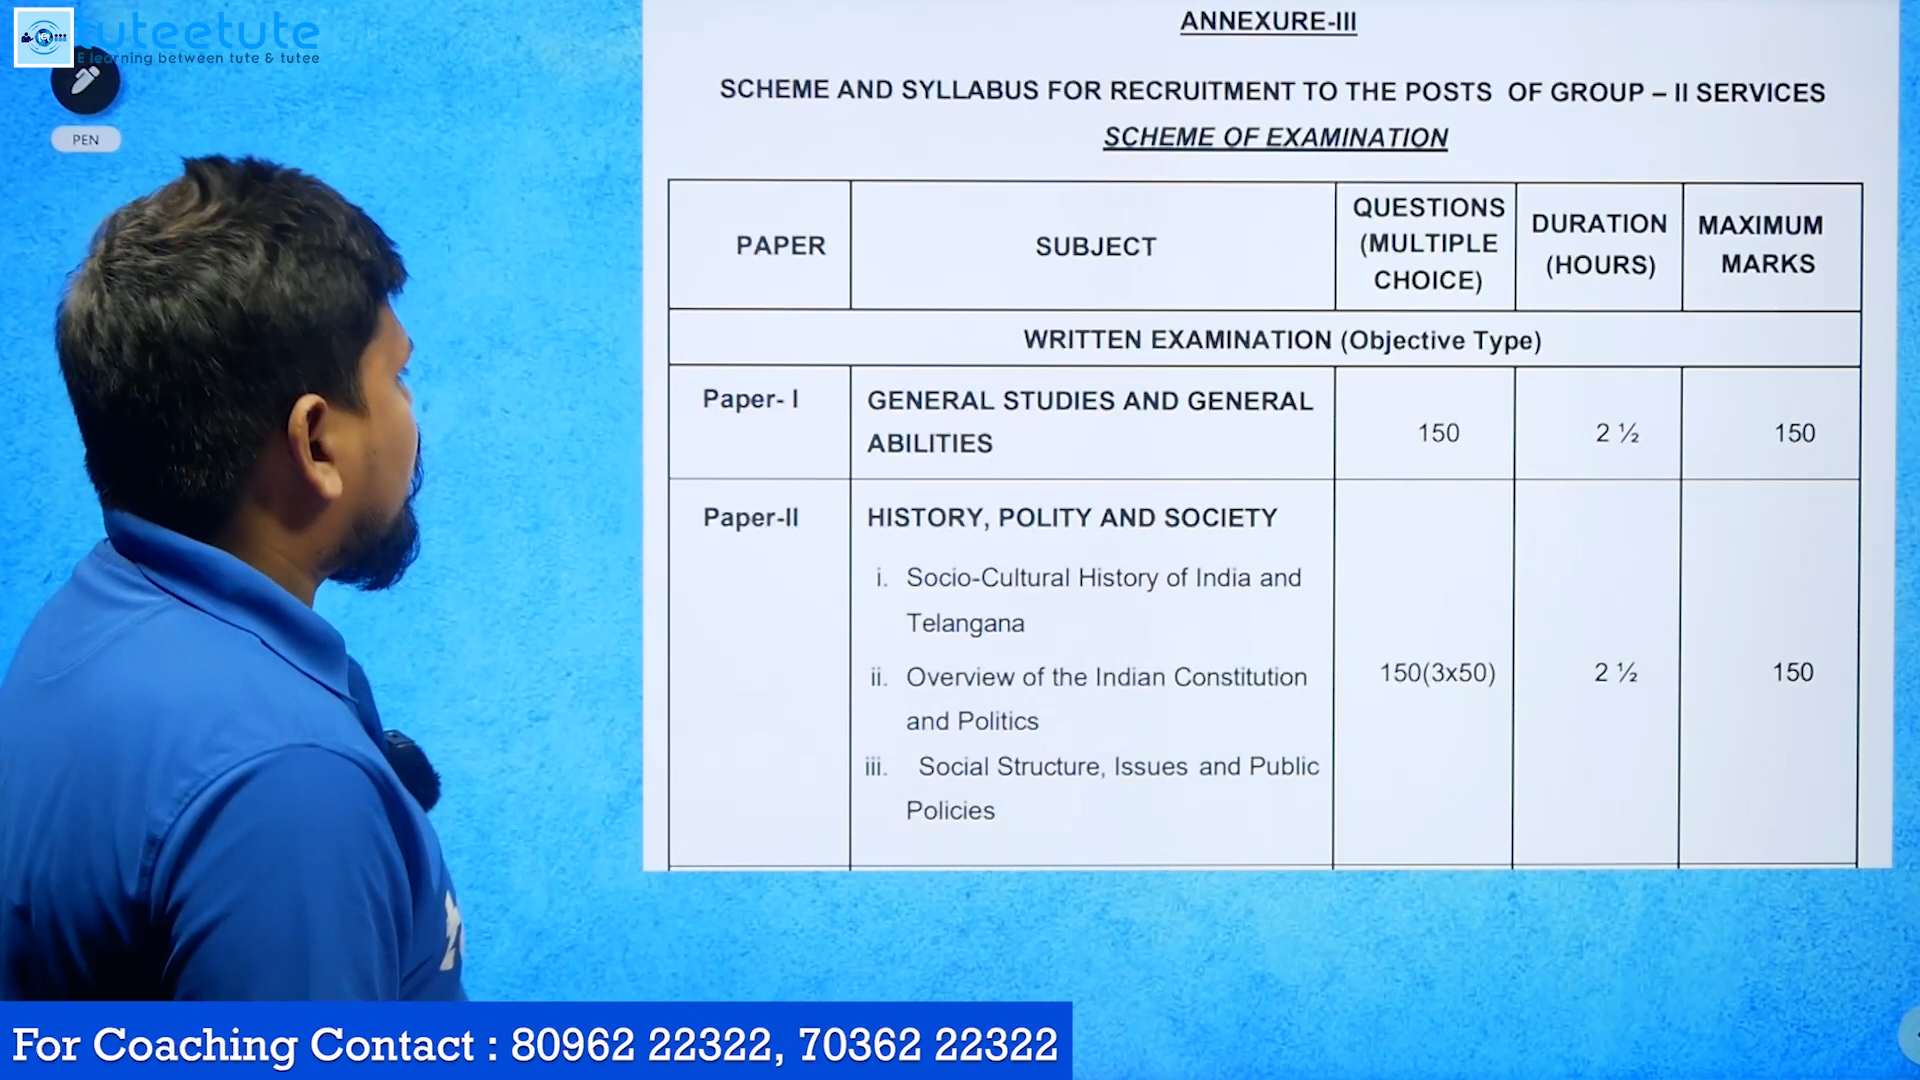 tuteetute
E learning between tute & tutee
PEN
ANNEXURE-III
SCHEME AND SYLLABUS FOR RECRUITMENT TO THE POSTS OF GROUP – II SERVICES
SCHEME OF EXAMINATION
PAPER
SUBJECT
QUESTIONS
(MULTIPLE
CHOICE)
DURATION
(HOURS)
MAXIMUM
MARKS
WRITTEN EXAMINATION (Objective Type)
Paper- I
GENERAL STUDIES AND GENERAL
ABILITIES
150
2 ½
150
Paper-II
HISTORY, POLITY AND SOCIETY
i. Socio-Cultural History of India and
Telangana
ii. Overview of the Indian Constitution
and Politics
iii. Social Structure, Issues and Public
Policies
150(3x50)
2 ½
150
For Coaching Contact : 80962 22322, 70362 22322